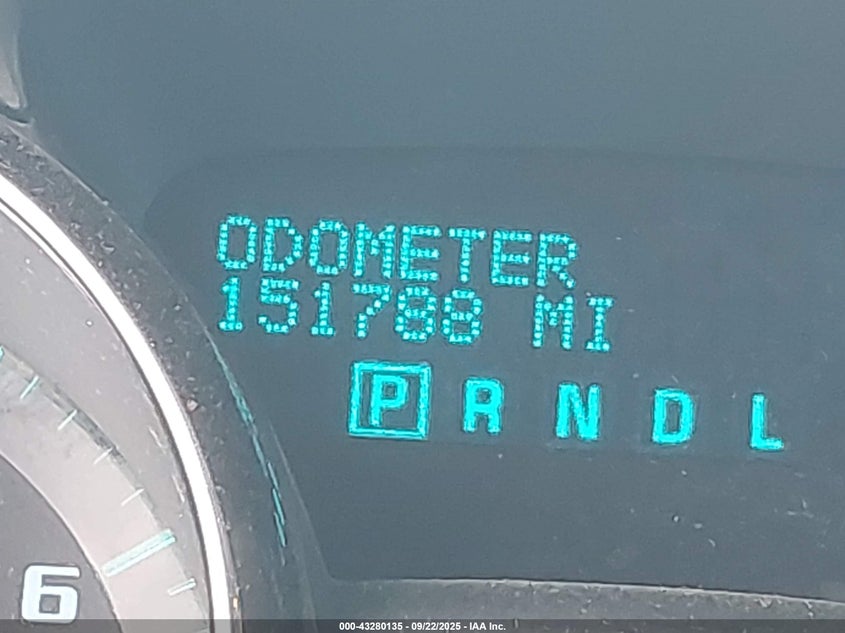 ODOMETER
151788 MI
P R N D L
6
000-43280135 - 09/22/2025 - IAA Inc.